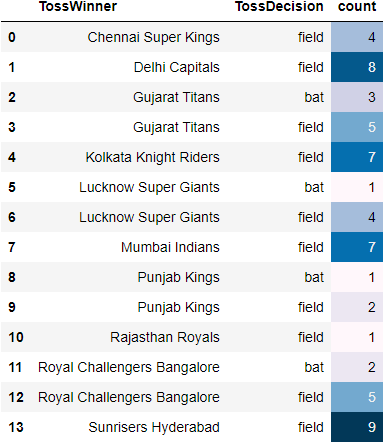 TossWinner TossDecision count
0 Chennai Super Kings field 4
1 Delhi Capitals field 8
2 Gujarat Titans bat 3
3 Gujarat Titans field 5
4 Kolkata Knight Riders field 7
5 Lucknow Super Giants bat 1
6 Lucknow Super Giants field 4
7 Mumbai Indians field 7
8 Punjab Kings bat 1
9 Punjab Kings field 2
10 Rajasthan Royals field 1
11 Royal Challengers Bangalore bat 2
12 Royal Challengers Bangalore field 5
13 Sunrisers Hyderabad field 9